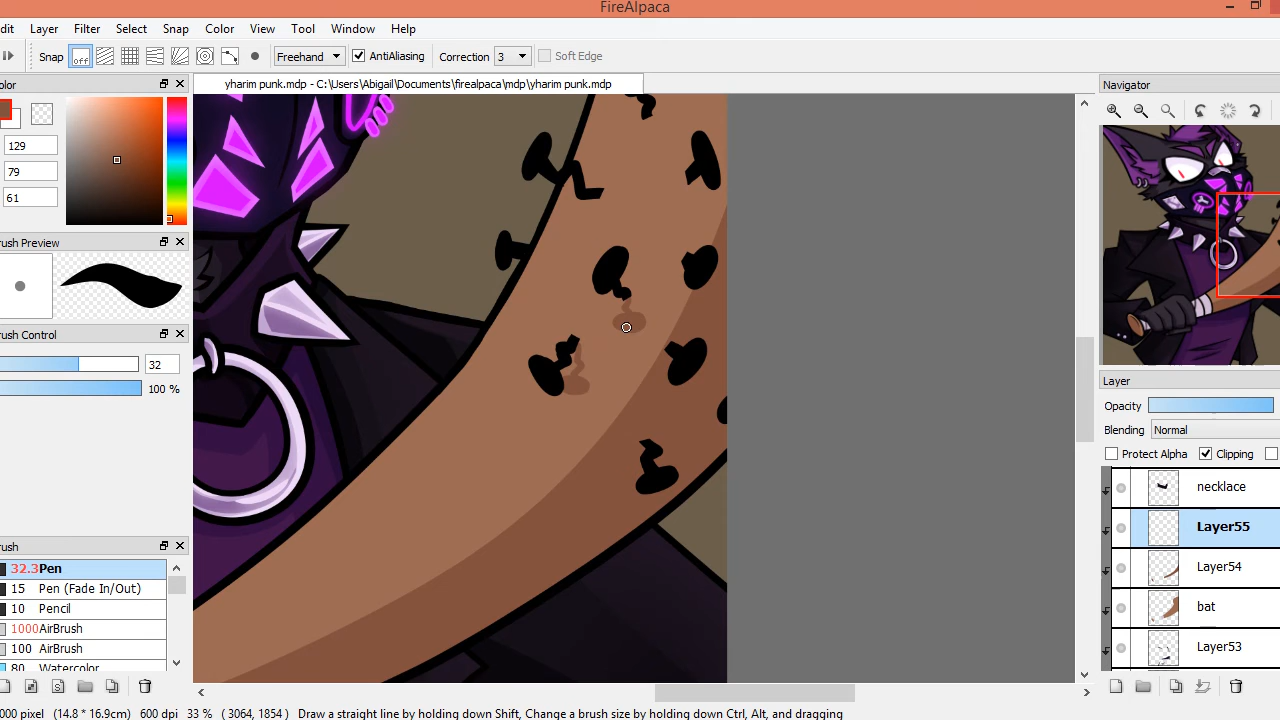 FireAlpaca
dit Layer Filter Select Snap Color View Tool Window Help
Snap off Freehand AntiAliasing Correction 3 Soft Edge
olor
yharim punk.mdp - C:\Users\Abigail\Documents\firealpaca\mdp\yharim punk.mdp
Navigator
129
79
61
rush Preview
rush Control
32
100 %
Layer
Opacity
Blending Normal
Protect Alpha Clipping
necklace
Layer55
Layer54
bat
Layer53
rush
32.3 Pen
15 Pen (Fade In/Out)
10 Pencil
1000 AirBrush
100 AirBrush
80 Watercolor
000 pixel (14.8 * 16.9cm) 600 dpi 33 % ( 3064, 1854 ) Draw a straight line by holding down Shift, Change a brush size by holding down Ctrl, Alt, and dragging